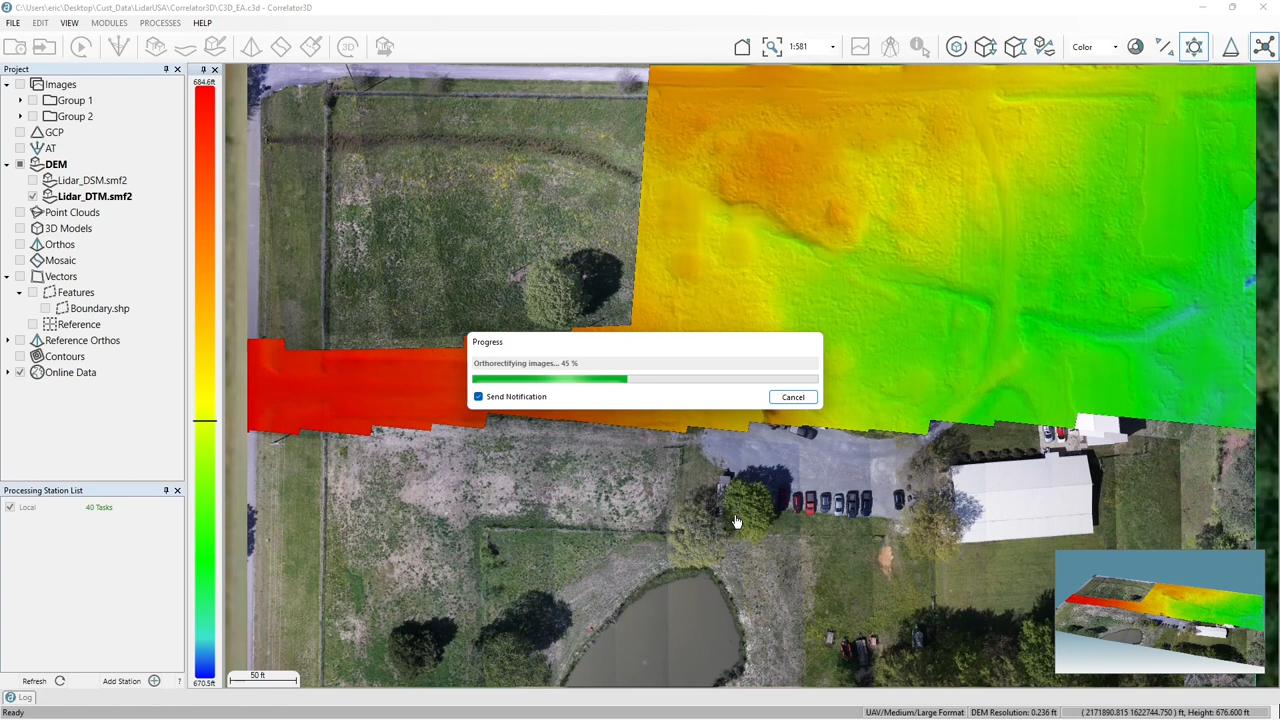 C:\Users\eric\Desktop\Cust_Data\LidarUSA\Correlator3D\C3D_EA.c3d - Correlator3D
FILE EDIT VIEW MODULES PROCESSES HELP
3D
1:581
Color
Project
Images
Group 1
Group 2
GCP
AT
DEM
Lidar_DSM.smf2
Lidar_DTM.smf2
Point Clouds
3D Models
Orthos
Mosaic
Vectors
Features
Boundary.shp
Reference
Reference Orthos
Contours
Online Data
684.6ft
670.5ft
Progress
Orthorectifying images... 45 %
Send Notification
Cancel
Processing Station List
Local 40 Tasks
Refresh Add Station ?
50 ft
Log
Ready
UAV/Medium/Large Format DEM Resolution: 0.236 ft ( 2171890.815 1622744.750 ) ft, Height: 676.600 ft